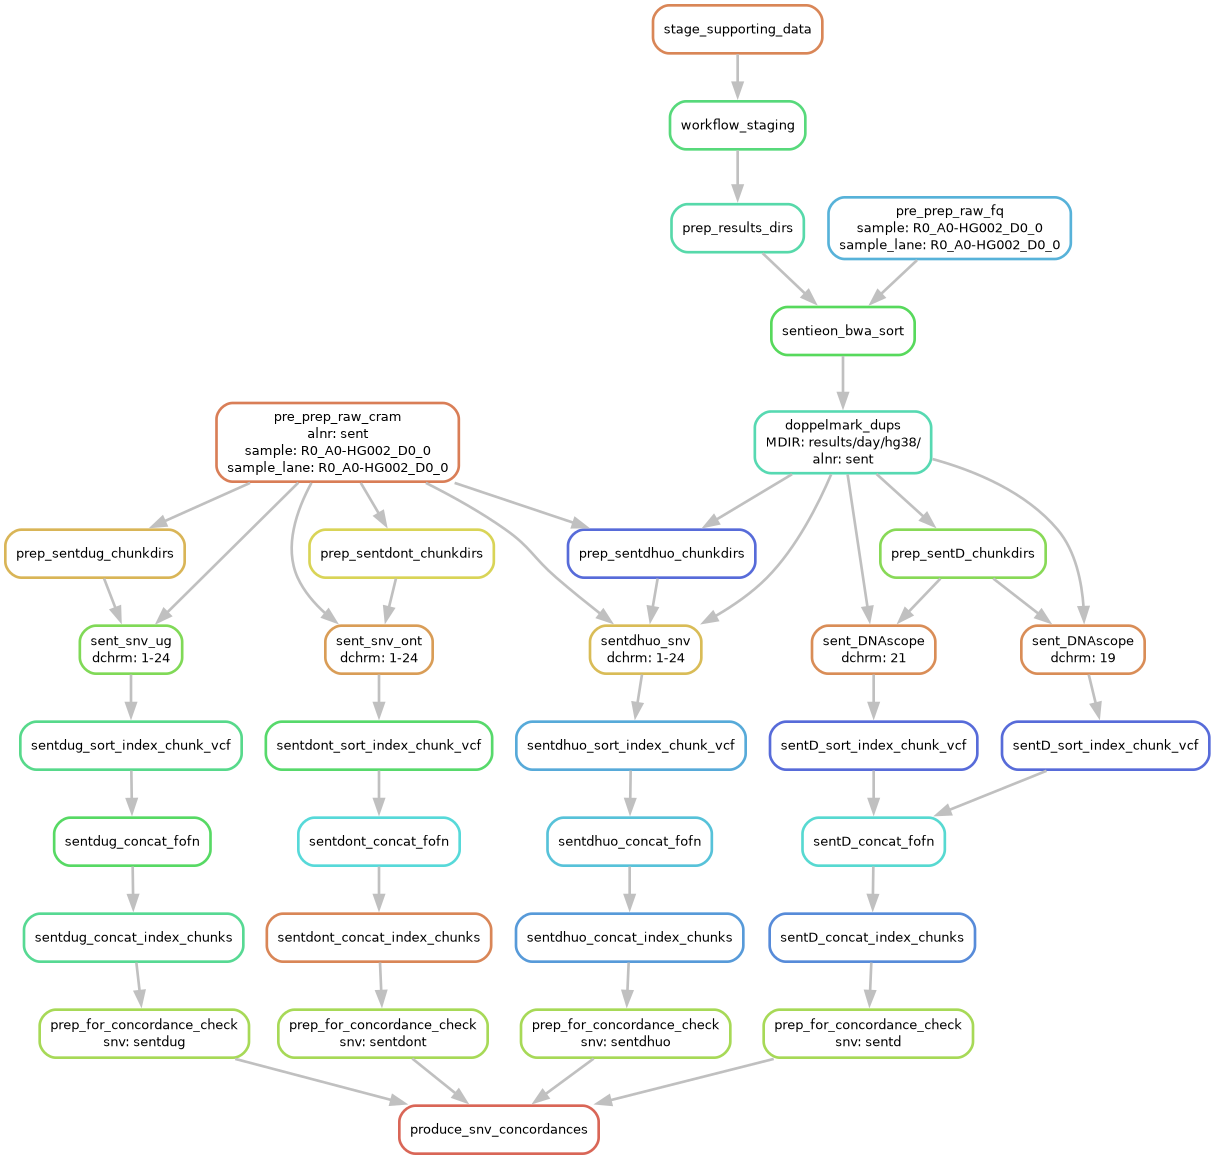 stage_supporting_data
workflow_staging
prep_results_dirs
pre_prep_raw_fq
sample: R0_A0-HG002_D0_0
sample_lane: R0_A0-HG002_D0_0
sentieon_bwa_sort
pre_prep_raw_cram
alnr: sent
sample: R0_A0-HG002_D0_0
sample_lane: R0_A0-HG002_D0_0
doppelmark_dups
MDIR: results/day/hg38/
alnr: sent
prep_sentdug_chunkdirs
prep_sentdont_chunkdirs
prep_sentdhuo_chunkdirs
prep_sentD_chunkdirs
sent_snv_ug
dchrm: 1-24
sent_snv_ont
dchrm: 1-24
sentdhuo_snv
dchrm: 1-24
sent_DNAscope
dchrm: 21
sent_DNAscope
dchrm: 19
sentdug_sort_index_chunk_vcf
sentdont_sort_index_chunk_vcf
sentdhuo_sort_index_chunk_vcf
sentD_sort_index_chunk_vcf
sentD_sort_index_chunk_vcf
sentdug_concat_fofn
sentdont_concat_fofn
sentdhuo_concat_fofn
sentD_concat_fofn
sentdug_concat_index_chunks
sentdont_concat_index_chunks
sentdhuo_concat_index_chunks
sentD_concat_index_chunks
prep_for_concordance_check
snv: sentdug
prep_for_concordance_check
snv: sentdont
prep_for_concordance_check
snv: sentdhuo
prep_for_concordance_check
snv: sentd
produce_snv_concordances